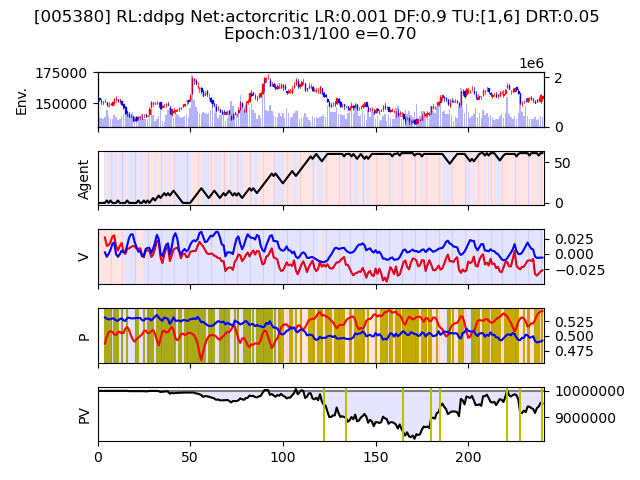 [005380] RL:ddpg Net:actorcritic LR:0.001 DF:0.9 TU:[1,6] DRT:0.05
Epoch:031/100 e=0.70
1e6
175000
150000
2
0
Env.
50
0
Agent
0.025
0.000
−0.025
V
0.525
0.500
0.475
P
10000000
9000000
PV
0
50
100
150
200